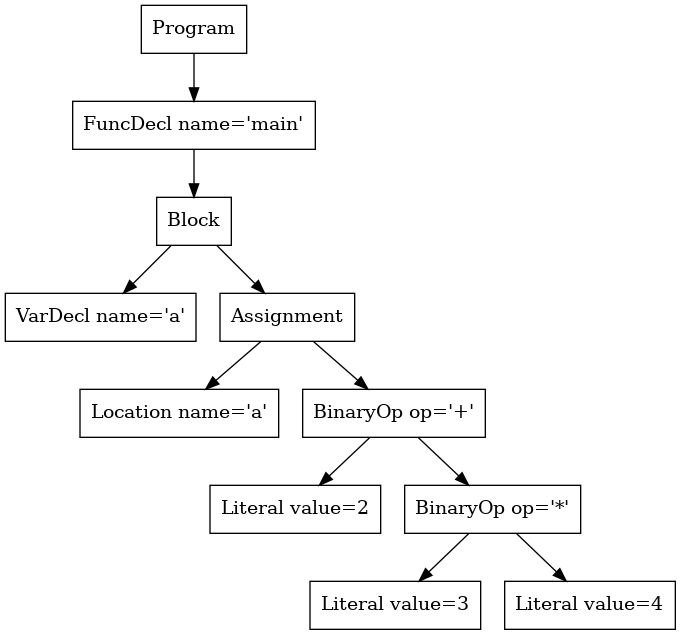 Program
FuncDecl name='main'
Block
VarDecl name='a'
Assignment
Location name='a'
BinaryOp op='+'
Literal value=2
BinaryOp op='*'
Literal value=3
Literal value=4